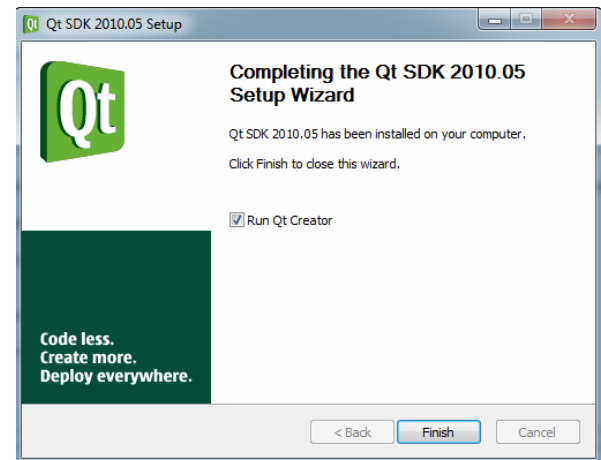 Qt SDK 2010.05 Setup
Qt
Completing the Qt SDK 2010.05
Setup Wizard
Qt SDK 2010.05 has been installed on your computer.
Click Finish to close this wizard.
Run Qt Creator
Code less.
Create more.
Deploy everywhere.
< Back
Finish
Cancel